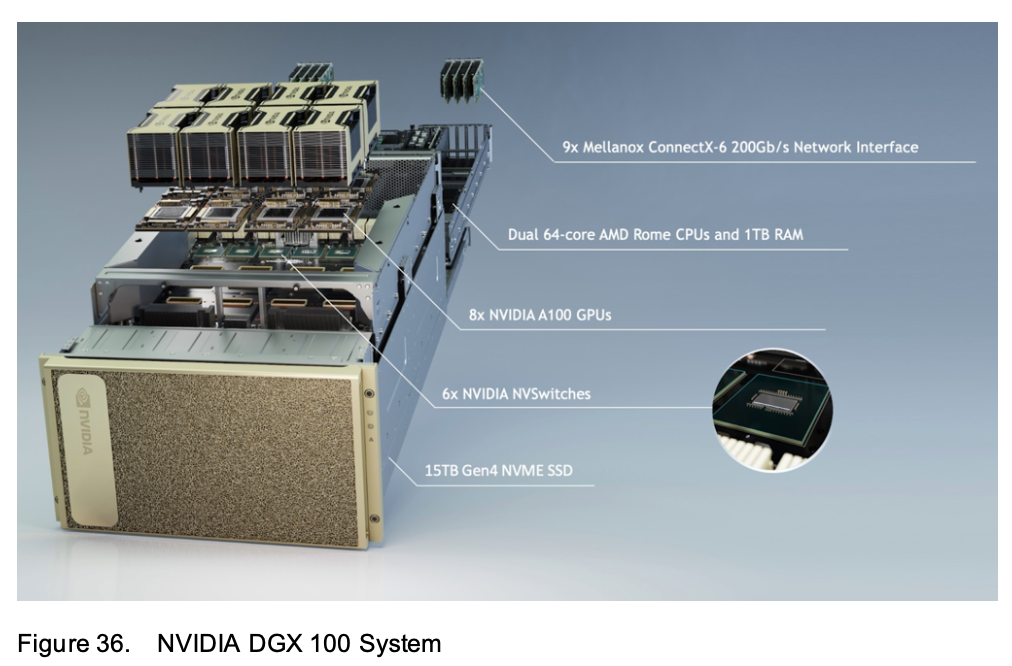 9x Mellanox ConnectX-6 200Gb/s Network Interface
Dual 64-core AMD Rome CPUs and 1TB RAM
8x NVIDIA A100 GPUs
6x NVIDIA NVSwitches
15TB Gen4 NVME SSD
NVIDIA
Figure 36. NVIDIA DGX 100 System